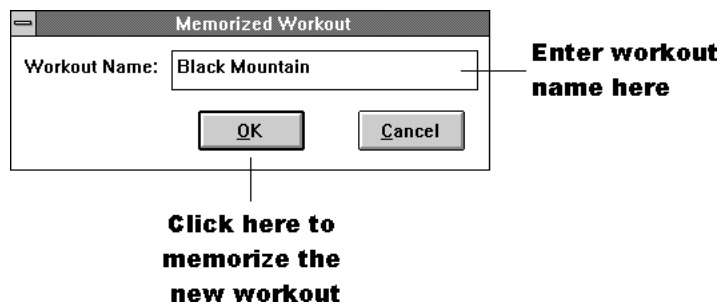 Memorized Workout
Workout Name: Black Mountain
Enter workout
name here
OK Cancel
Click here to
memorize the
new workout